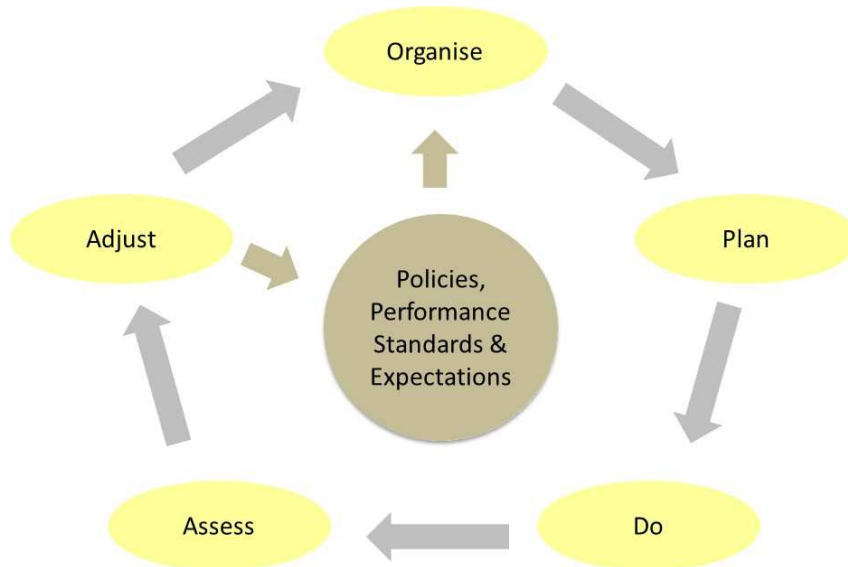 Organise
Adjust
Plan
Policies,
Performance
Standards &
Expectations
Assess
Do